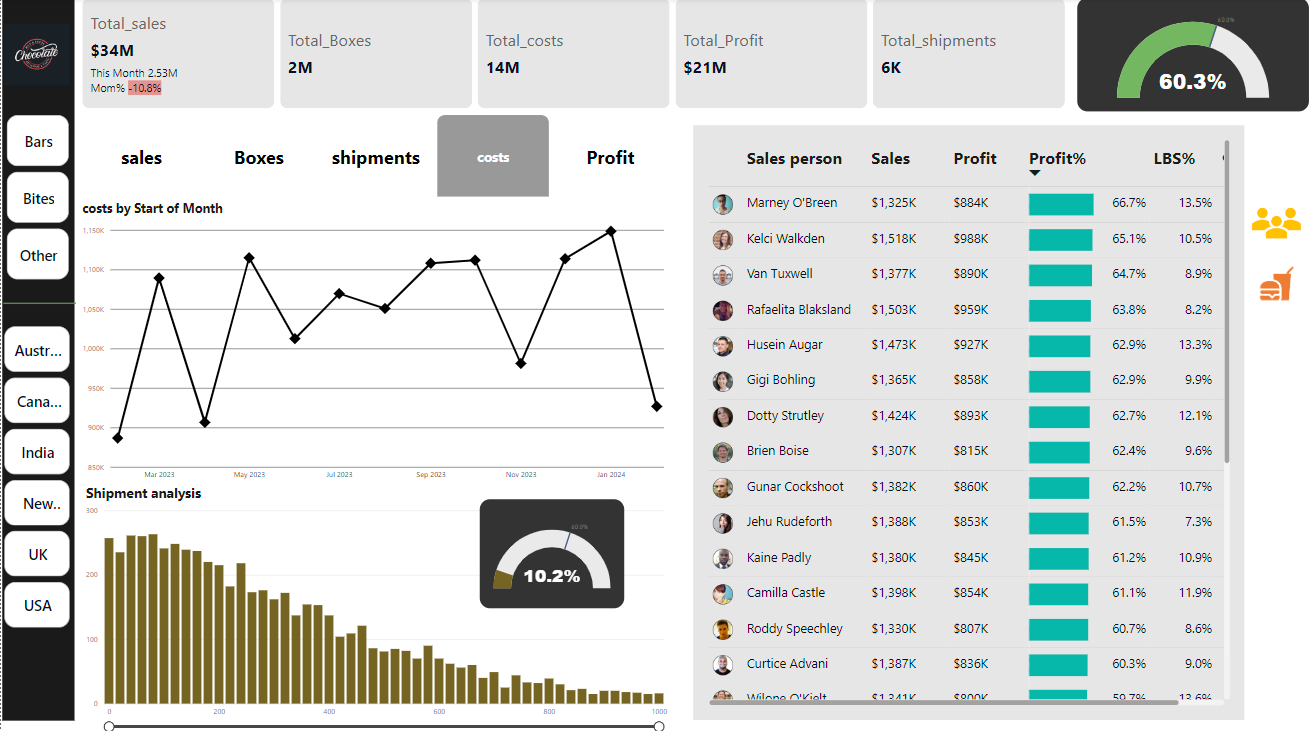 Chocolate
Bars
Bites
Other
Austr...
Cana...
India
New..
UK
USA
Total_sales
$34M
This Month 2.53M
Mom% -10.8%
Total_Boxes
2M
Total_costs
14M
Total_Profit
$21M
Total_shipments
6K
60.0%
60.3%
sales Boxes shipments costs Profit
costs by Start of Month
1,150K
1,100K
1,050K
1,000K
950K
900K
850K
Mar 2023 May 2023 Jul 2023 Sep 2023 Nov 2023 Jan 2024
Shipment analysis
300
200
100
0
0 200 400 600 800 1000
60.0%
10.2%
Sales person Sales Profit Profit% LBS%
Marney O'Breen $1,325K $884K 66.7% 13.5%
Kelci Walkden $1,518K $988K 65.1% 10.5%
Van Tuxwell $1,377K $890K 64.7% 8.9%
Rafaelita Blaksland $1,503K $959K 63.8% 8.2%
Husein Augar $1,473K $927K 62.9% 13.3%
Gigi Bohling $1,365K $858K 62.9% 9.9%
Dotty Strutley $1,424K $893K 62.7% 12.1%
Brien Boise $1,307K $815K 62.4% 9.6%
Gunar Cockshoot $1,382K $860K 62.2% 10.7%
Jehu Rudeforth $1,388K $853K 61.5% 7.3%
Kaine Padly $1,380K $845K 61.2% 10.9%
Camilla Castle $1,398K $854K 61.1% 11.9%
Roddy Speechley $1,330K $807K 60.7% 8.6%
Curtice Advani $1,387K $836K 60.3% 9.0%
Wilone O'Kielt $1,341K $800K 59.7% 13.6%